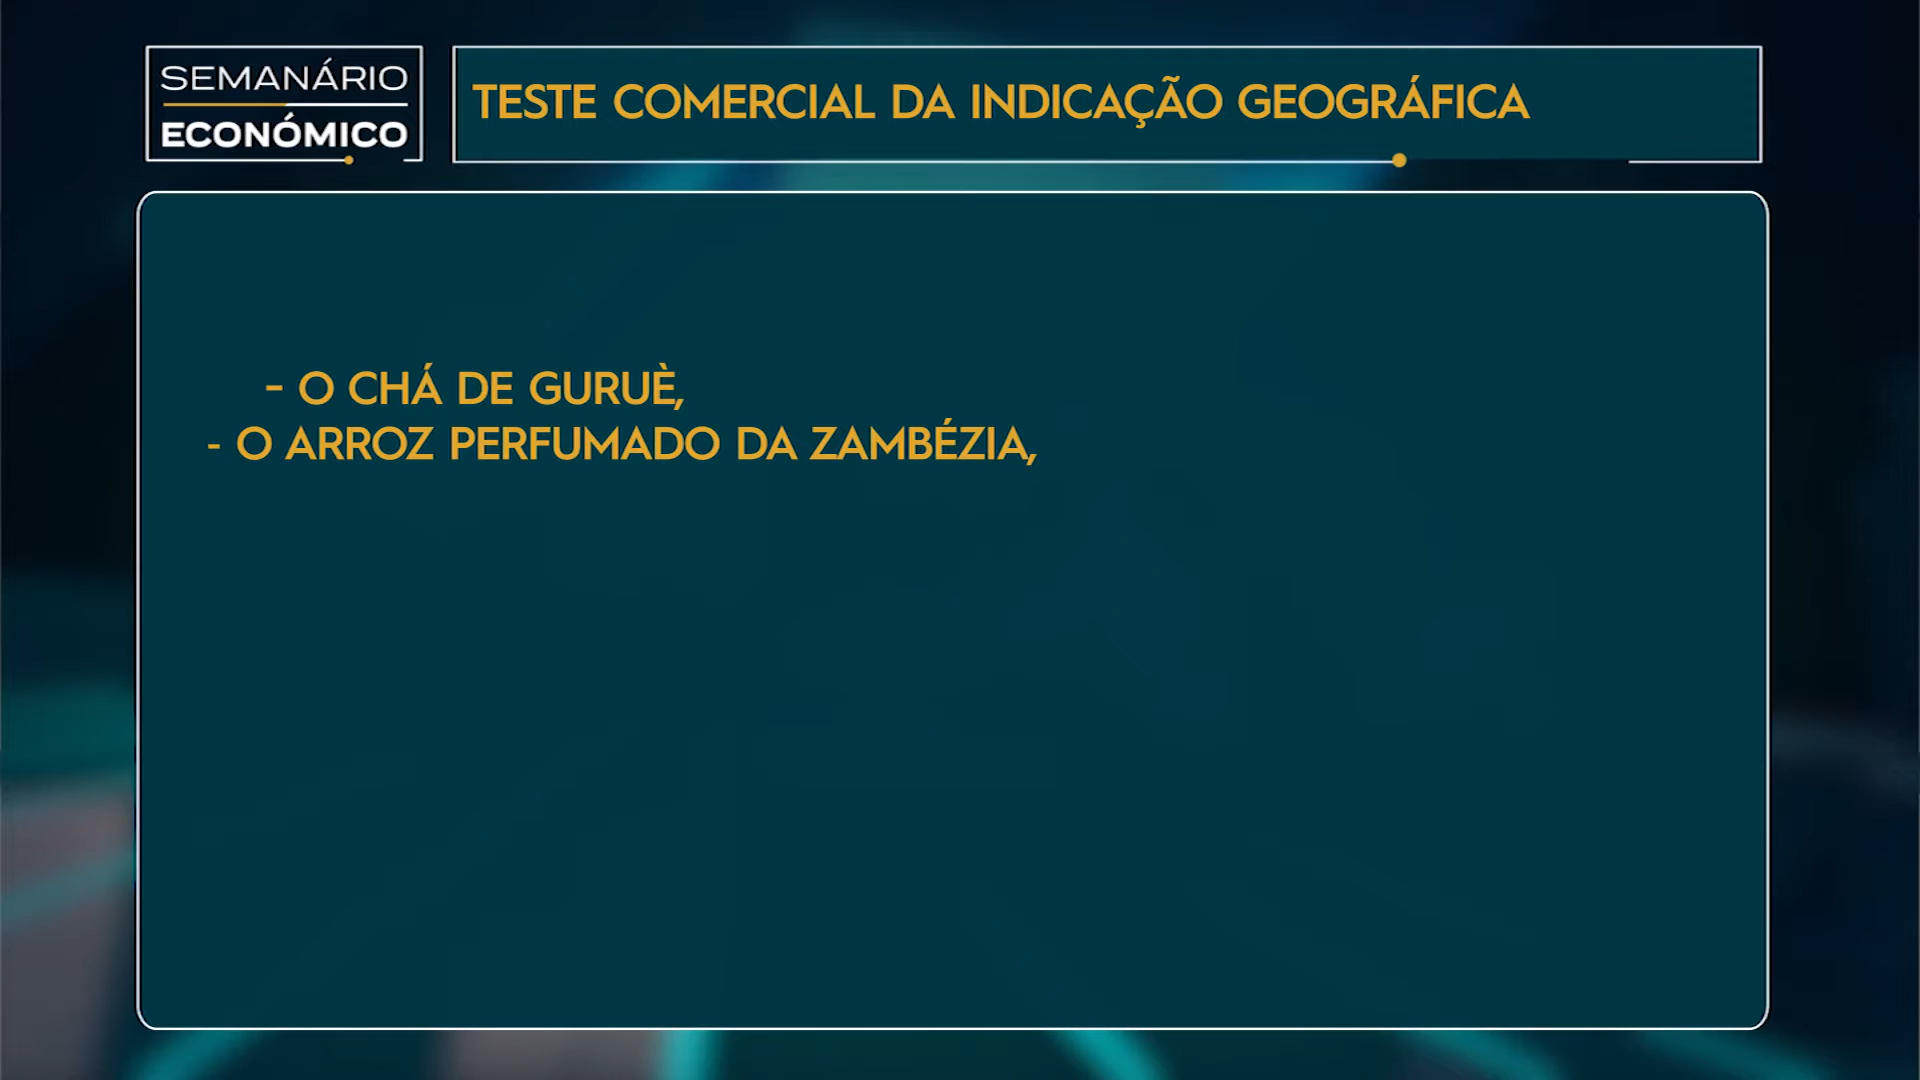 SEMANÁRIO
ECONÓMICO
TESTE COMERCIAL DA INDICAÇÃO GEOGRÁFICA
- O CHÁ DE GURUÈ,
- O ARROZ PERFUMADO DA ZAMBÉZIA,